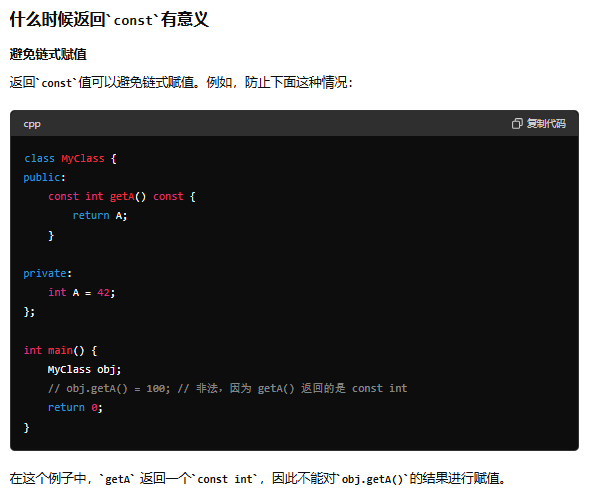 什么时候返回`const`有意义
避免链式赋值
返回`const`值可以避免链式赋值。例如，防止下面这种情况：
cpp 复制代码
class MyClass {
public:
    const int getA() const {
        return A;
    }

private:
    int A = 42;
};

int main() {
    MyClass obj;
    // obj.getA() = 100; // 非法，因为 getA() 返回的是 const int
    return 0;
}
在这个例子中，`getA` 返回一个`const int`，因此不能对`obj.getA()`的结果进行赋值。